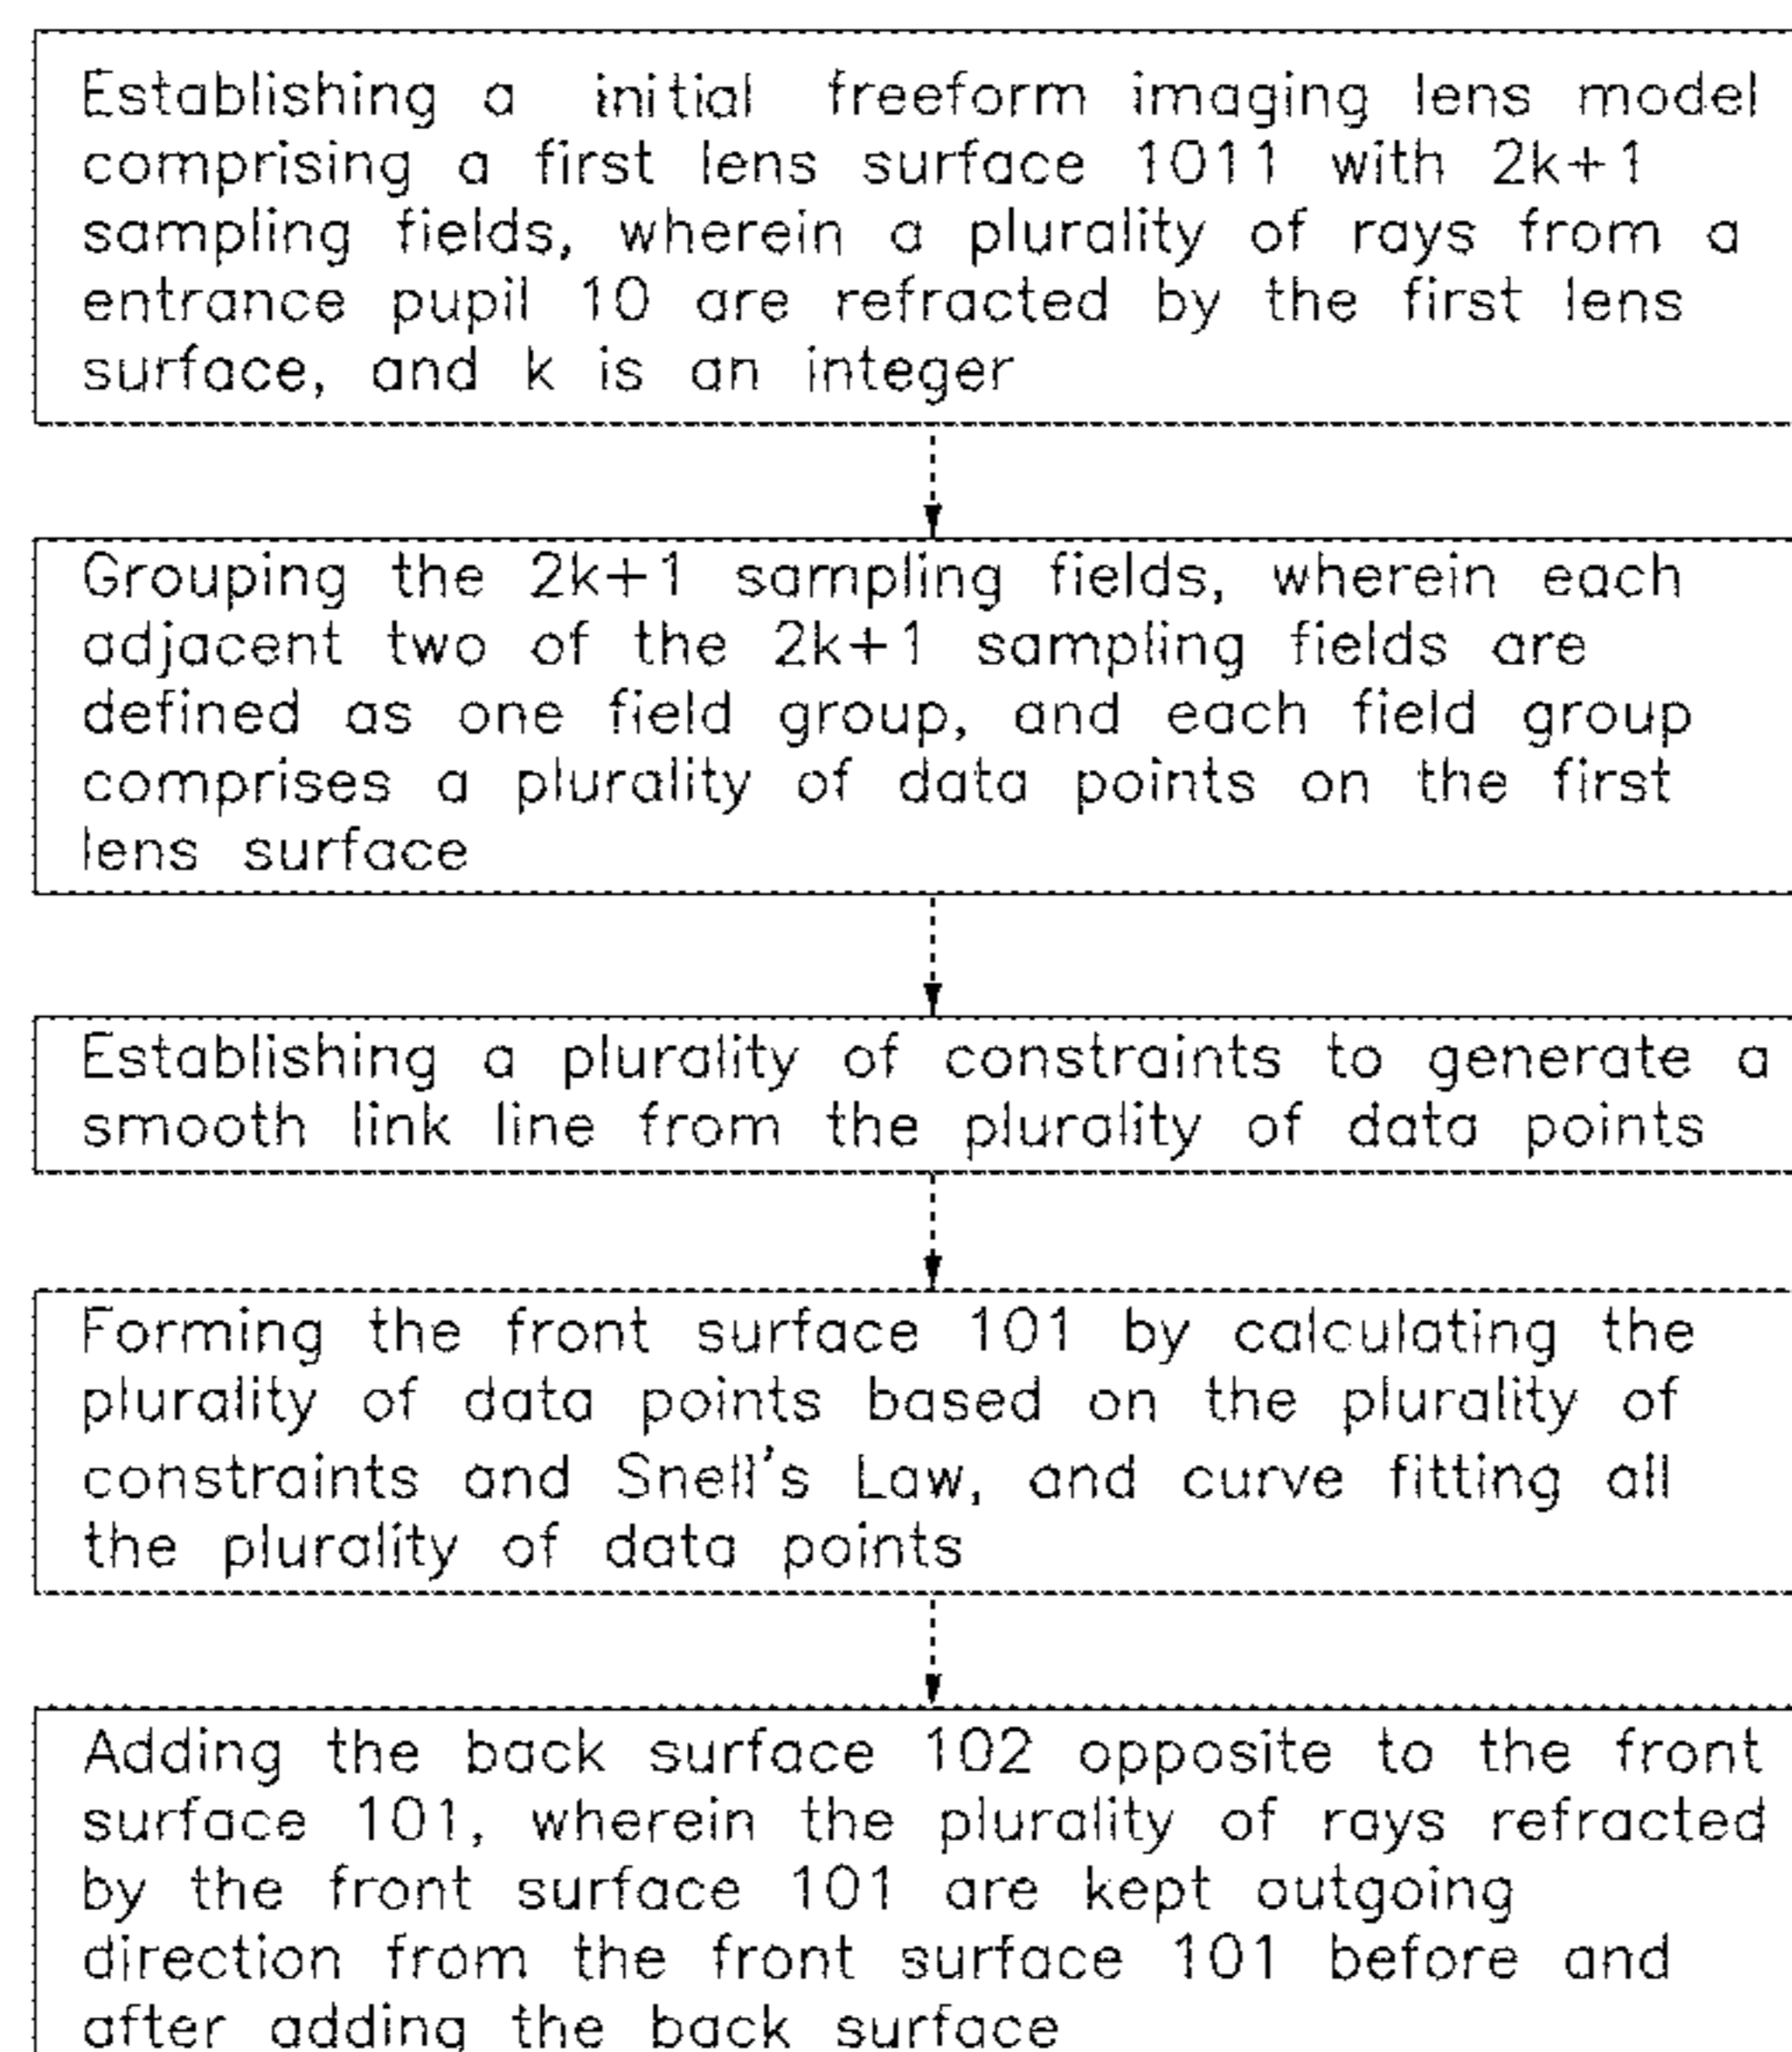 Establishing a initial freeform imaging lens model
comprising a first lens surface 1011 with 2k+1
sampling fields, wherein a plurality of rays from a
entrance pupil 10 are refracted by the first lens
surface, and k is an integer
Grouping the 2k+1 sampling fields, wherein each
adjacent two of the 2k+1 sampling fields are
defined as one field group, and each field group
comprises a plurality of data points on the first
lens surface
Establishing a plurality of constraints to generate a
smooth link line from the plurality of data points
Forming the front surface 101 by calculating the
plurality of data points based on the plurality of
constraints and Snell's Law, and curve fitting all
the plurality of data points
Adding the back surface 102 opposite to the front
surface 101, wherein the plurality of rays refracted
by the front surface 101 are kept outgoing
direction from the front surface 101 before and
after adding the back surface